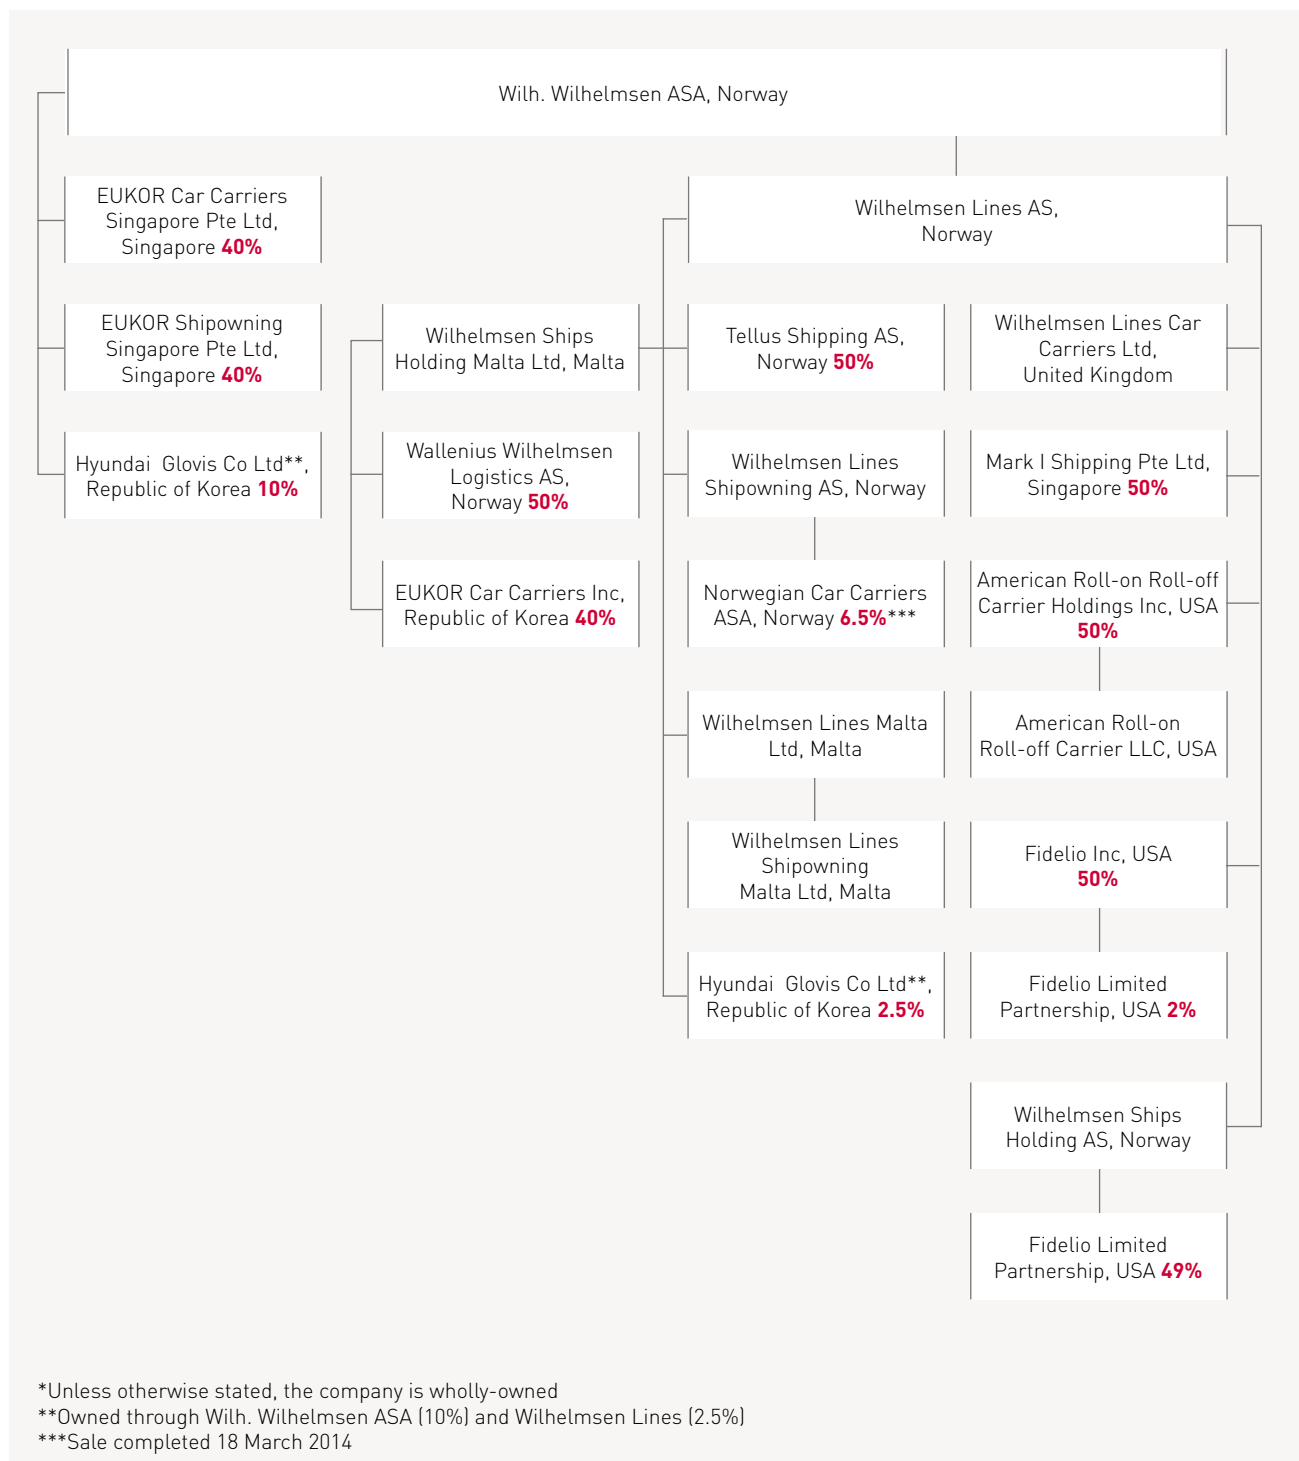 Wilh. Wilhelmsen ASA, Norway
EUKOR Car Carriers
Singapore Pte Ltd,
Singapore 40%
EUKOR Shipowning
Singapore Pte Ltd,
Singapore 40%
Hyundai  Glovis Co Ltd**,
Republic of Korea 10%
Wilhelmsen Lines AS,
Norway
Wilhelmsen Ships
Holding Malta Ltd, Malta
Wallenius Wilhelmsen
Logistics AS,
Norway 50%
EUKOR Car Carriers Inc,
Republic of Korea 40%
Tellus Shipping AS,
Norway 50%
Wilhelmsen Lines
Shipowning AS, Norway
Norwegian Car Carriers
ASA, Norway 6.5%***
Wilhelmsen Lines Malta
Ltd, Malta
Wilhelmsen Lines
Shipowning
Malta Ltd, Malta
Hyundai  Glovis Co Ltd**,
Republic of Korea 2.5%
Wilhelmsen Lines Car
Carriers Ltd,
United Kingdom
Mark I Shipping Pte Ltd,
Singapore 50%
American Roll-on Roll-off
Carrier Holdings Inc, USA
50%
American Roll-on
Roll-off Carrier LLC, USA
Fidelio Inc, USA
50%
Fidelio Limited
Partnership, USA 2%
Wilhelmsen Ships
Holding AS, Norway
Fidelio Limited
Partnership, USA 49%
*Unless otherwise stated, the company is wholly-owned
**Owned through Wilh. Wilhelmsen ASA (10%) and Wilhelmsen Lines (2.5%)
***Sale completed 18 March 2014